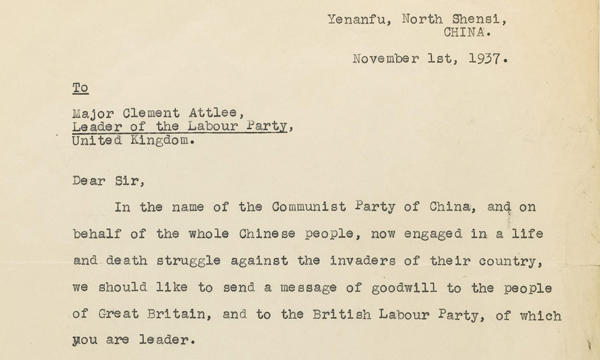 Yenanfu, North Shensi,
CHINA.
November 1st, 1937.
To
Major Clement Attlee,
Leader of the Labour Party,
United Kingdom.
Dear Sir,
In the name of the Communist Party of China, and on
behalf of the whole Chinese people, now engaged in a life
and death struggle against the invaders of their country,
we should like to send a message of goodwill to the people
of Great Britain, and to the British Labour Party, of which
you are leader.